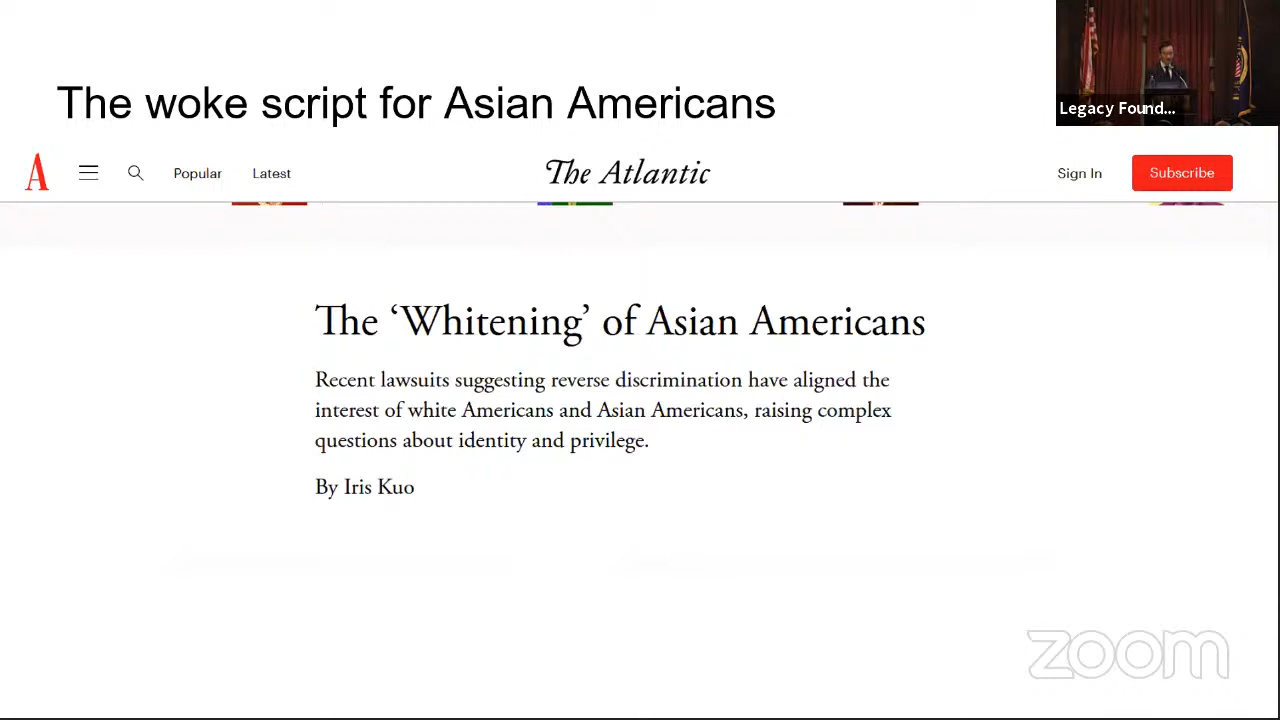 The woke script for Asian Americans
Legacy Found...
A
Popular Latest
The Atlantic
Sign In
Subscribe
The ‘Whitening’ of Asian Americans
Recent lawsuits suggesting reverse discrimination have aligned the
interest of white Americans and Asian Americans, raising complex
questions about identity and privilege.
By Iris Kuo
zoom